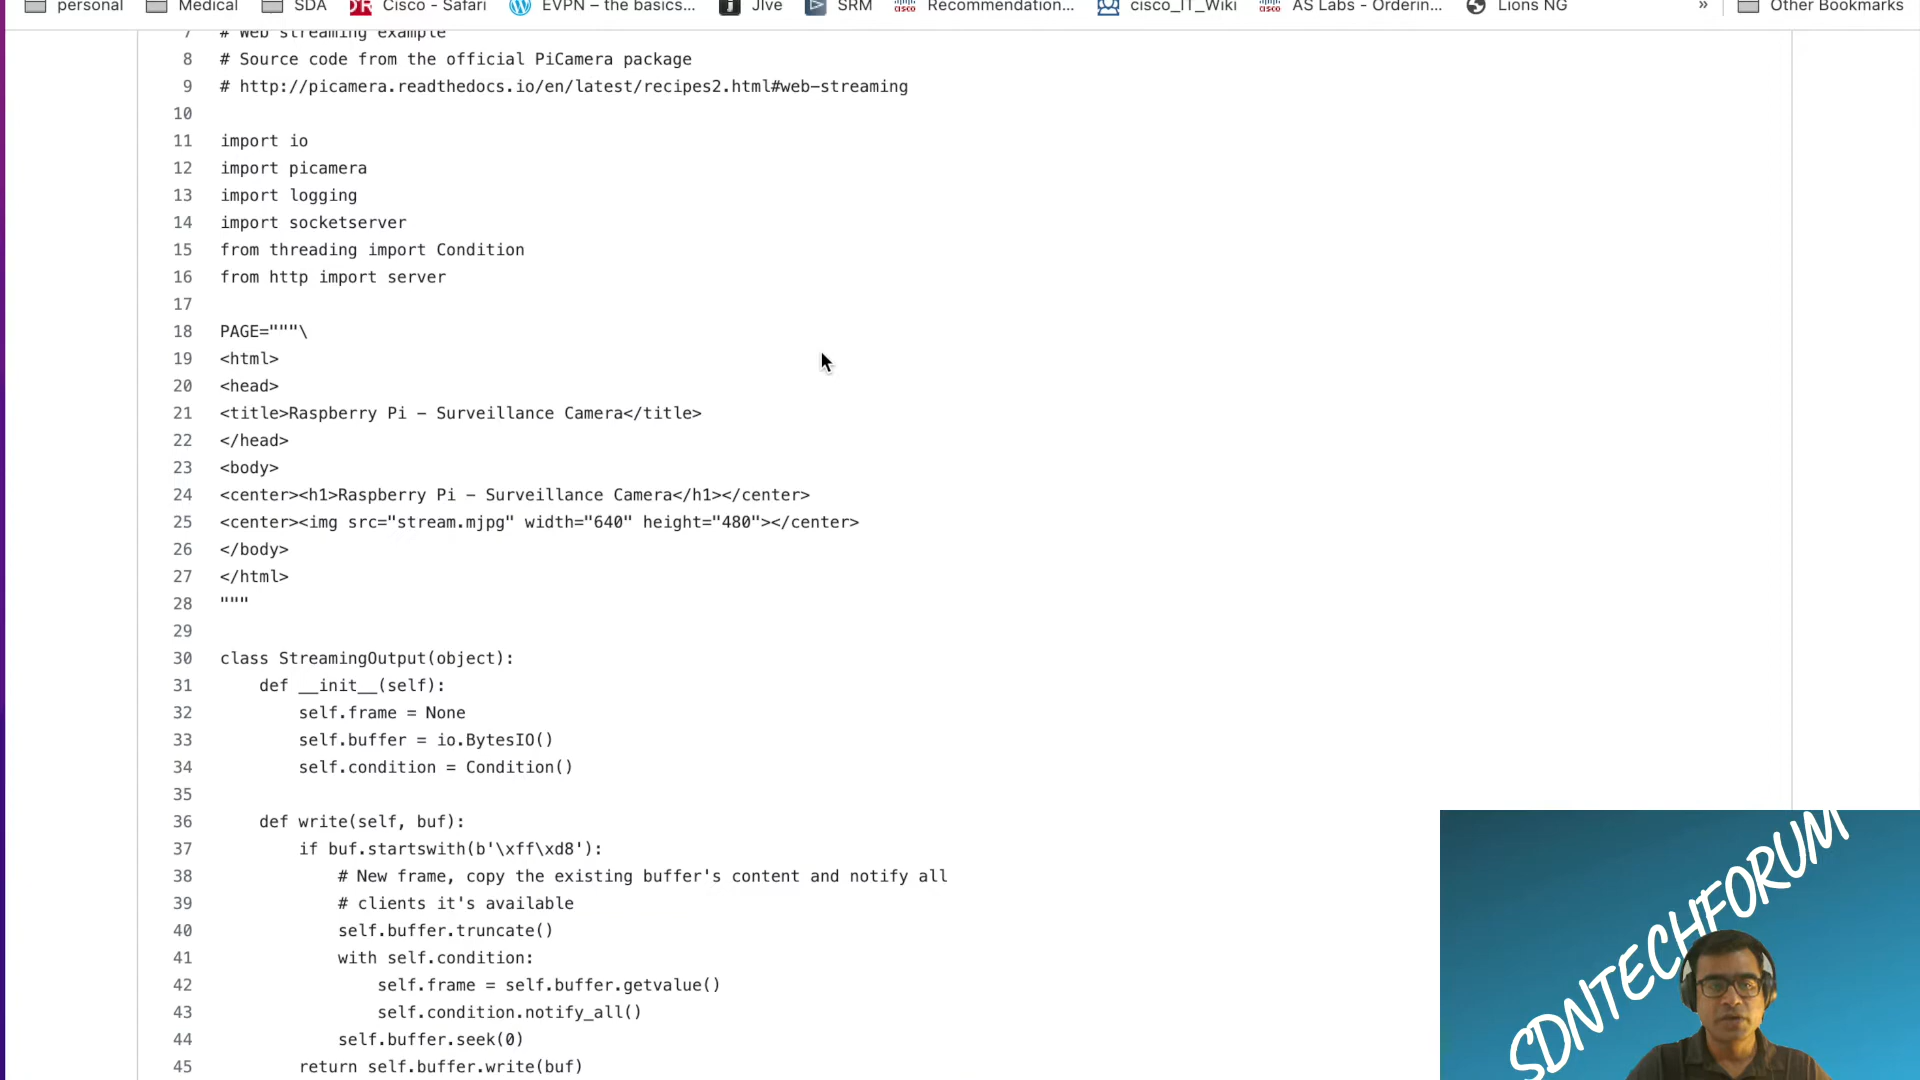 personal
Medical
SDA
Cisco - Safari
EVPN – the basics...
JIve
SRM
Recommendation...
cisco_IT_Wiki
AS Labs - Orderin...
Lions NG
»
Other Bookmarks
7 # Web streaming example
8 # Source code from the official PiCamera package
9 # http://picamera.readthedocs.io/en/latest/recipes2.html#web-streaming
10
11 import io
12 import picamera
13 import logging
14 import socketserver
15 from threading import Condition
16 from http import server
17
18 PAGE="""\
19 <html>
20 <head>
21 <title>Raspberry Pi - Surveillance Camera</title>
22 </head>
23 <body>
24 <center><h1>Raspberry Pi - Surveillance Camera</h1></center>
25 <center><img src="stream.mjpg" width="640" height="480"></center>
26 </body>
27 </html>
28 """
29
30 class StreamingOutput(object):
31     def __init__(self):
32         self.frame = None
33         self.buffer = io.BytesIO()
34         self.condition = Condition()
35
36     def write(self, buf):
37         if buf.startswith(b'\xff\xd8'):
38             # New frame, copy the existing buffer's content and notify all
39             # clients it's available
40             self.buffer.truncate()
41             with self.condition:
42                 self.frame = self.buffer.getvalue()
43                 self.condition.notify_all()
44             self.buffer.seek(0)
45         return self.buffer.write(buf)
SDNTECHFORUM